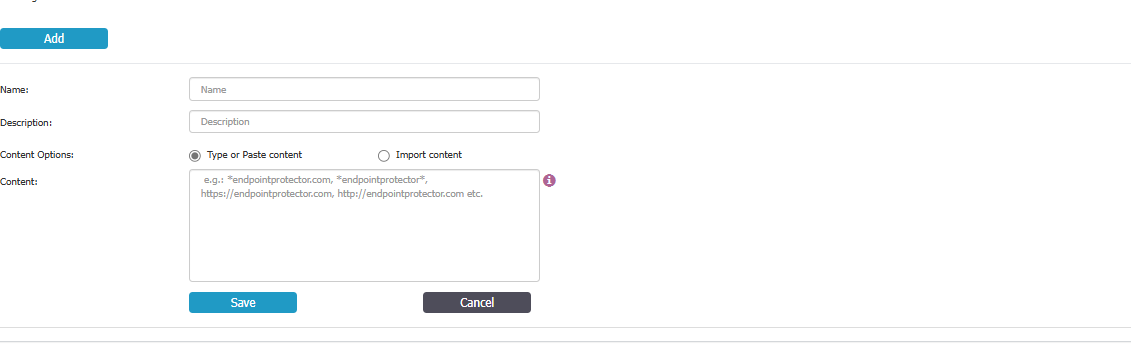 Add
Name:
Name
Description:
Description
Content Options:
Type or Paste content
Import content
Content:
e.g.: *endpointprotector.com, *endpointprotector*,
https://endpointprotector.com, http://endpointprotector.com etc.
Save
Cancel